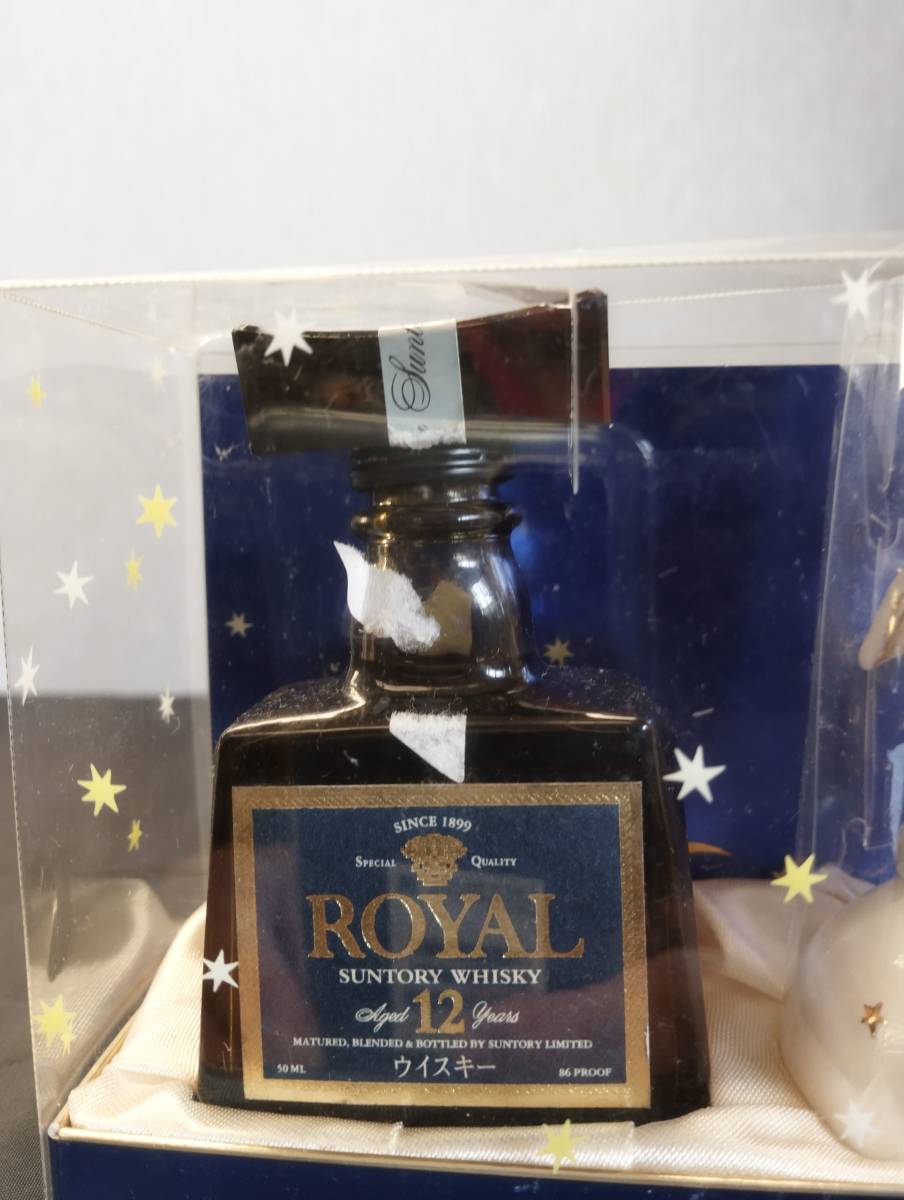 SINCE 1899
SPECIAL QUALITY
ROYAL
SUNTORY WHISKY
Aged 12 Years
MATURED, BLENDED & BOTTLED BY SUNTORY LIMITED
ウイスキー
50 ML 86 PROOF